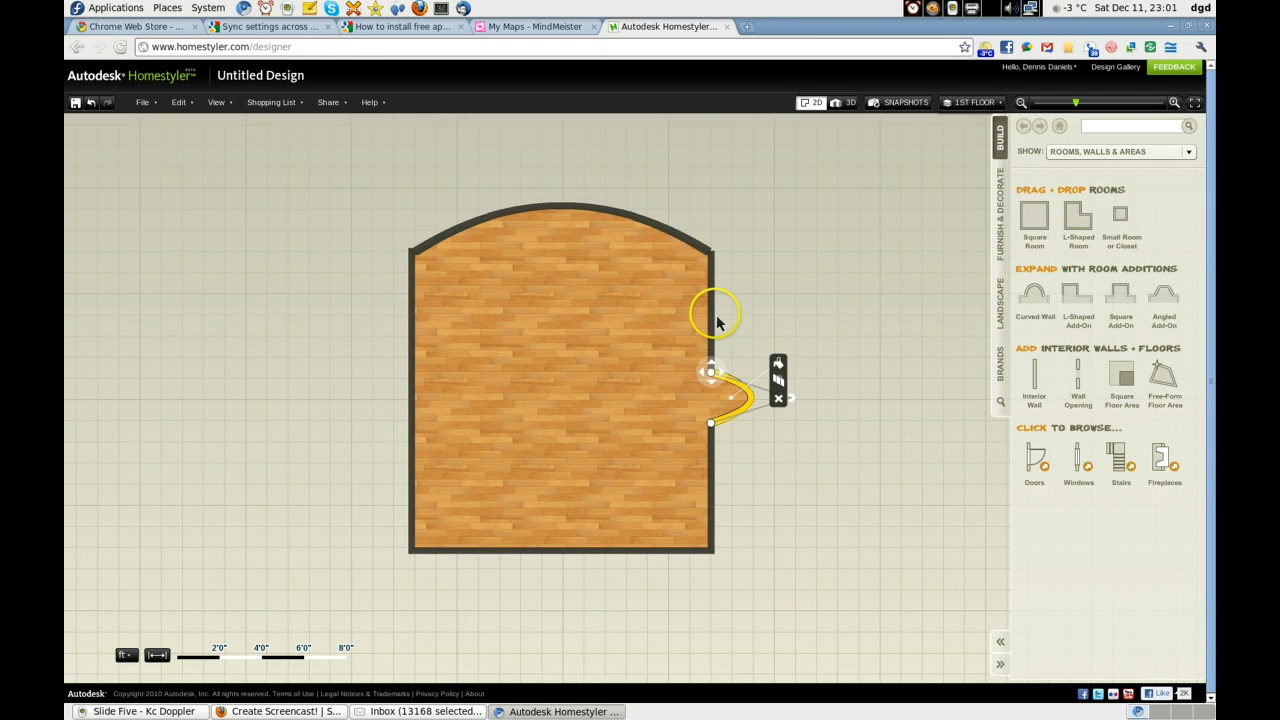 Applications Places System
-3 °C Sat Dec 11, 23:01 dgd
Chrome Web Store - ...
Sync settings across ...
How to install free ap...
My Maps - MindMeister
Autodesk Homestyler...
www.homestyler.com/designer
-3°C
39
Autodesk® Homestyler™ BETA Untitled Design
Hello, Dennis Daniels
Design Gallery
FEEDBACK
File Edit View Shopping List Share Help
2D 3D SNAPSHOTS 1ST FLOOR
BUILD
FURNISH & DECORATE
LANDSCAPE
BRANDS
SHOW: ROOMS, WALLS & AREAS
DRAG + DROP ROOMS
Square Room
L-Shaped Room
Small Room or Closet
EXPAND WITH ROOM ADDITIONS
Curved Wall
L-Shaped Add-On
Square Add-On
Angled Add-On
ADD INTERIOR WALLS + FLOORS
Interior Wall
Wall Opening
Square Floor Area
Free-Form Floor Area
CLICK TO BROWSE...
Doors
Windows
Stairs
Fireplaces
ft
2'0" 4'0" 6'0" 8'0"
Autodesk® Copyright 2010 Autodesk, Inc. All rights reserved. Terms of Use | Legal Notices & Trademarks | Privacy Policy | About
Like 2K
Slide Five - Kc Doppler
Create Screencast! | S...
Inbox (13168 selected...
Autodesk Homestyler ...